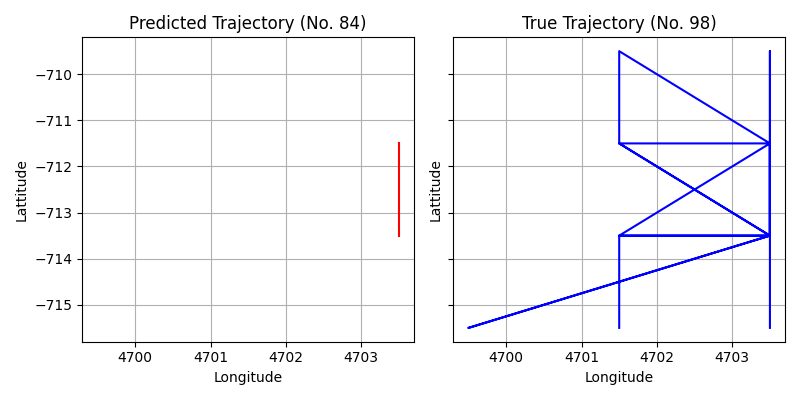 Predicted Trajectory (No. 84)
True Trajectory (No. 98)
−710
−711
−712
−713
−714
−715
Lattitude
Lattitude
4700 4701 4702 4703
4700 4701 4702 4703
Longitude
Longitude